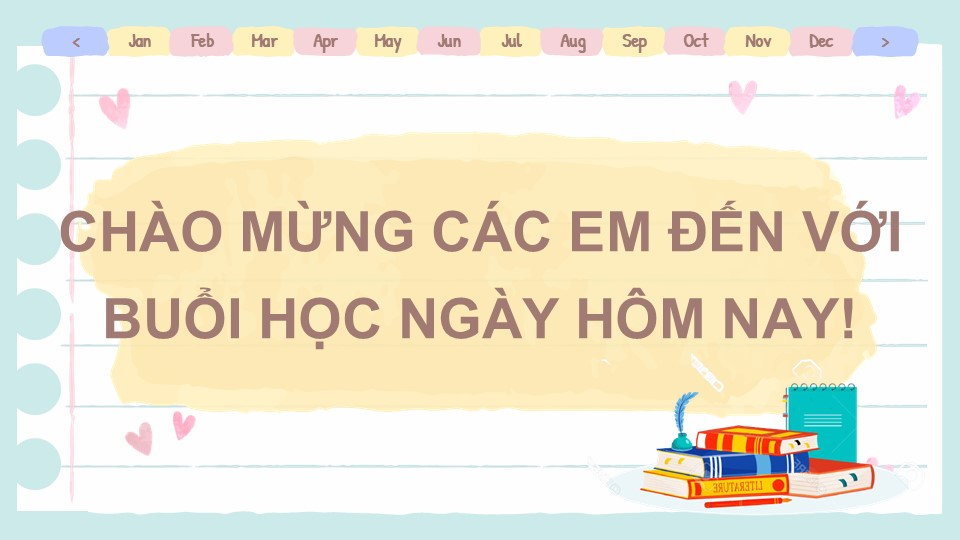 < Jan Feb Mar Apr May Jun Jul Aug Sep Oct Nov Dec >
CHÀO MỪNG CÁC EM ĐẾN VỚI
BUỔI HỌC NGÀY HÔM NAY!
LITERATURE